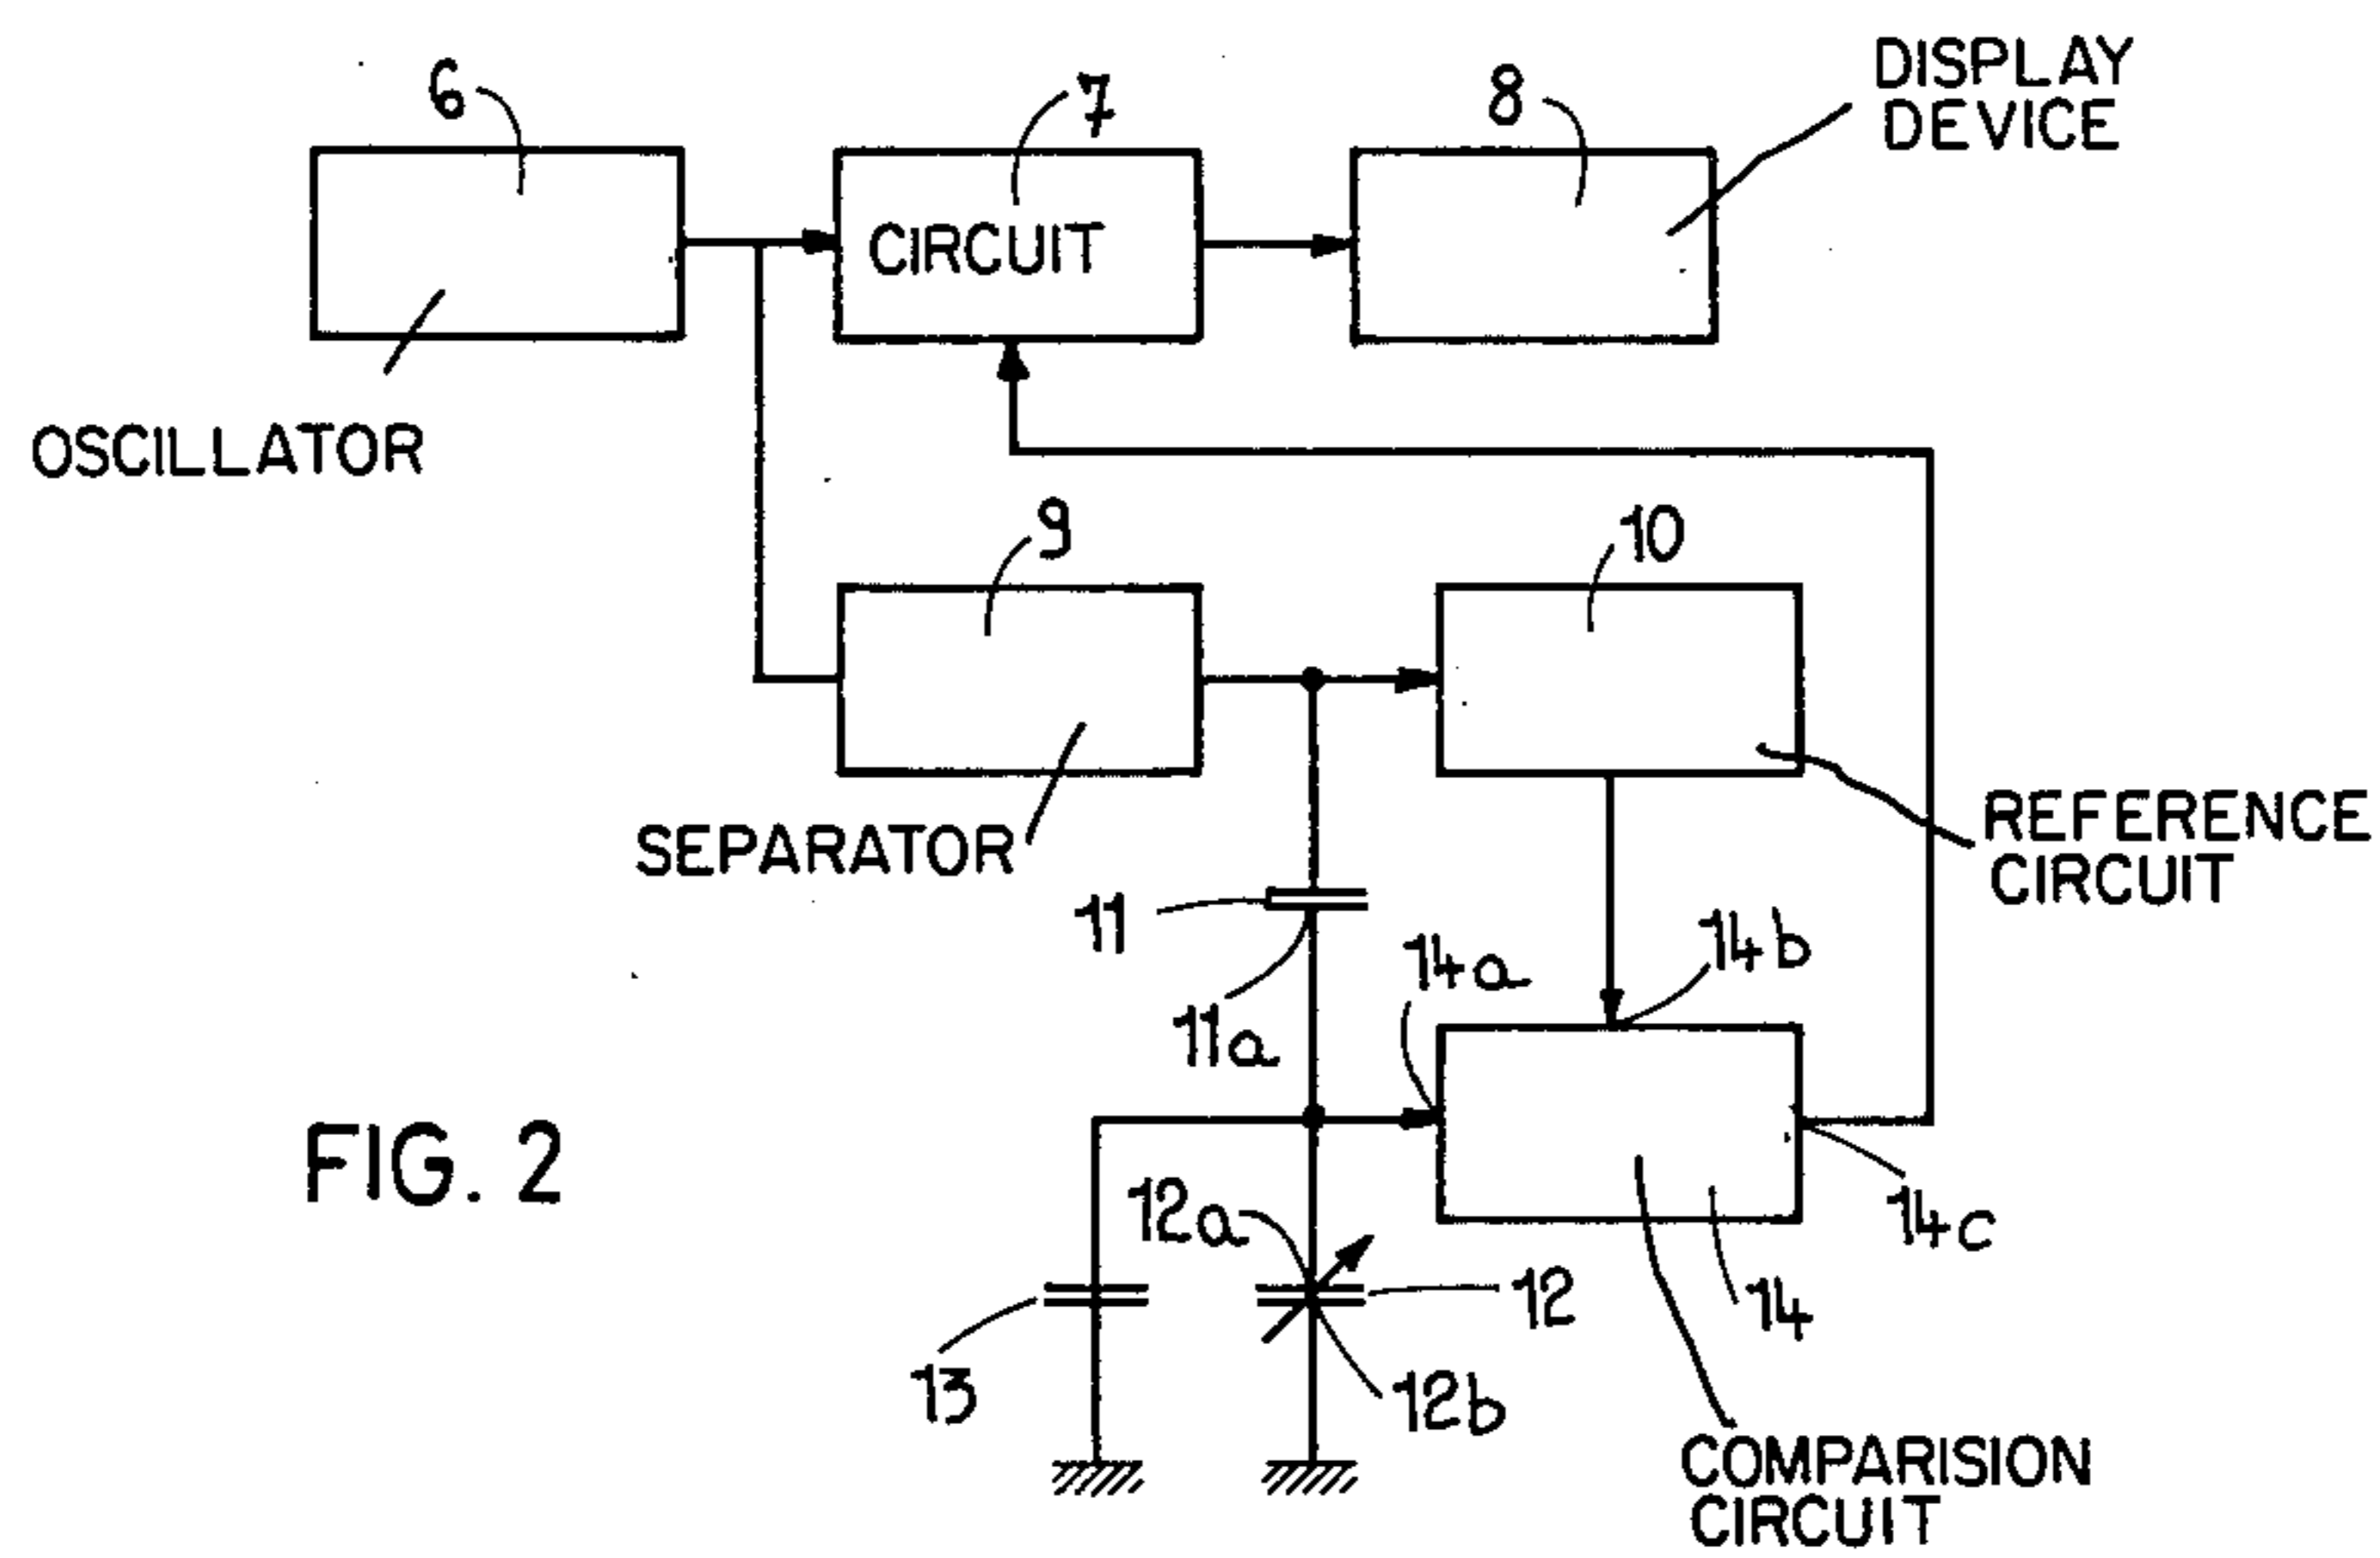 6
7
8
DISPLAY
DEVICE
CIRCUIT
OSCILLATOR
9
10
SEPARATOR
REFERENCE
CIRCUIT
11
11a
14a
14b
FIG. 2
12a
12
14
14c
13
12b
COMPARISION
CIRCUIT